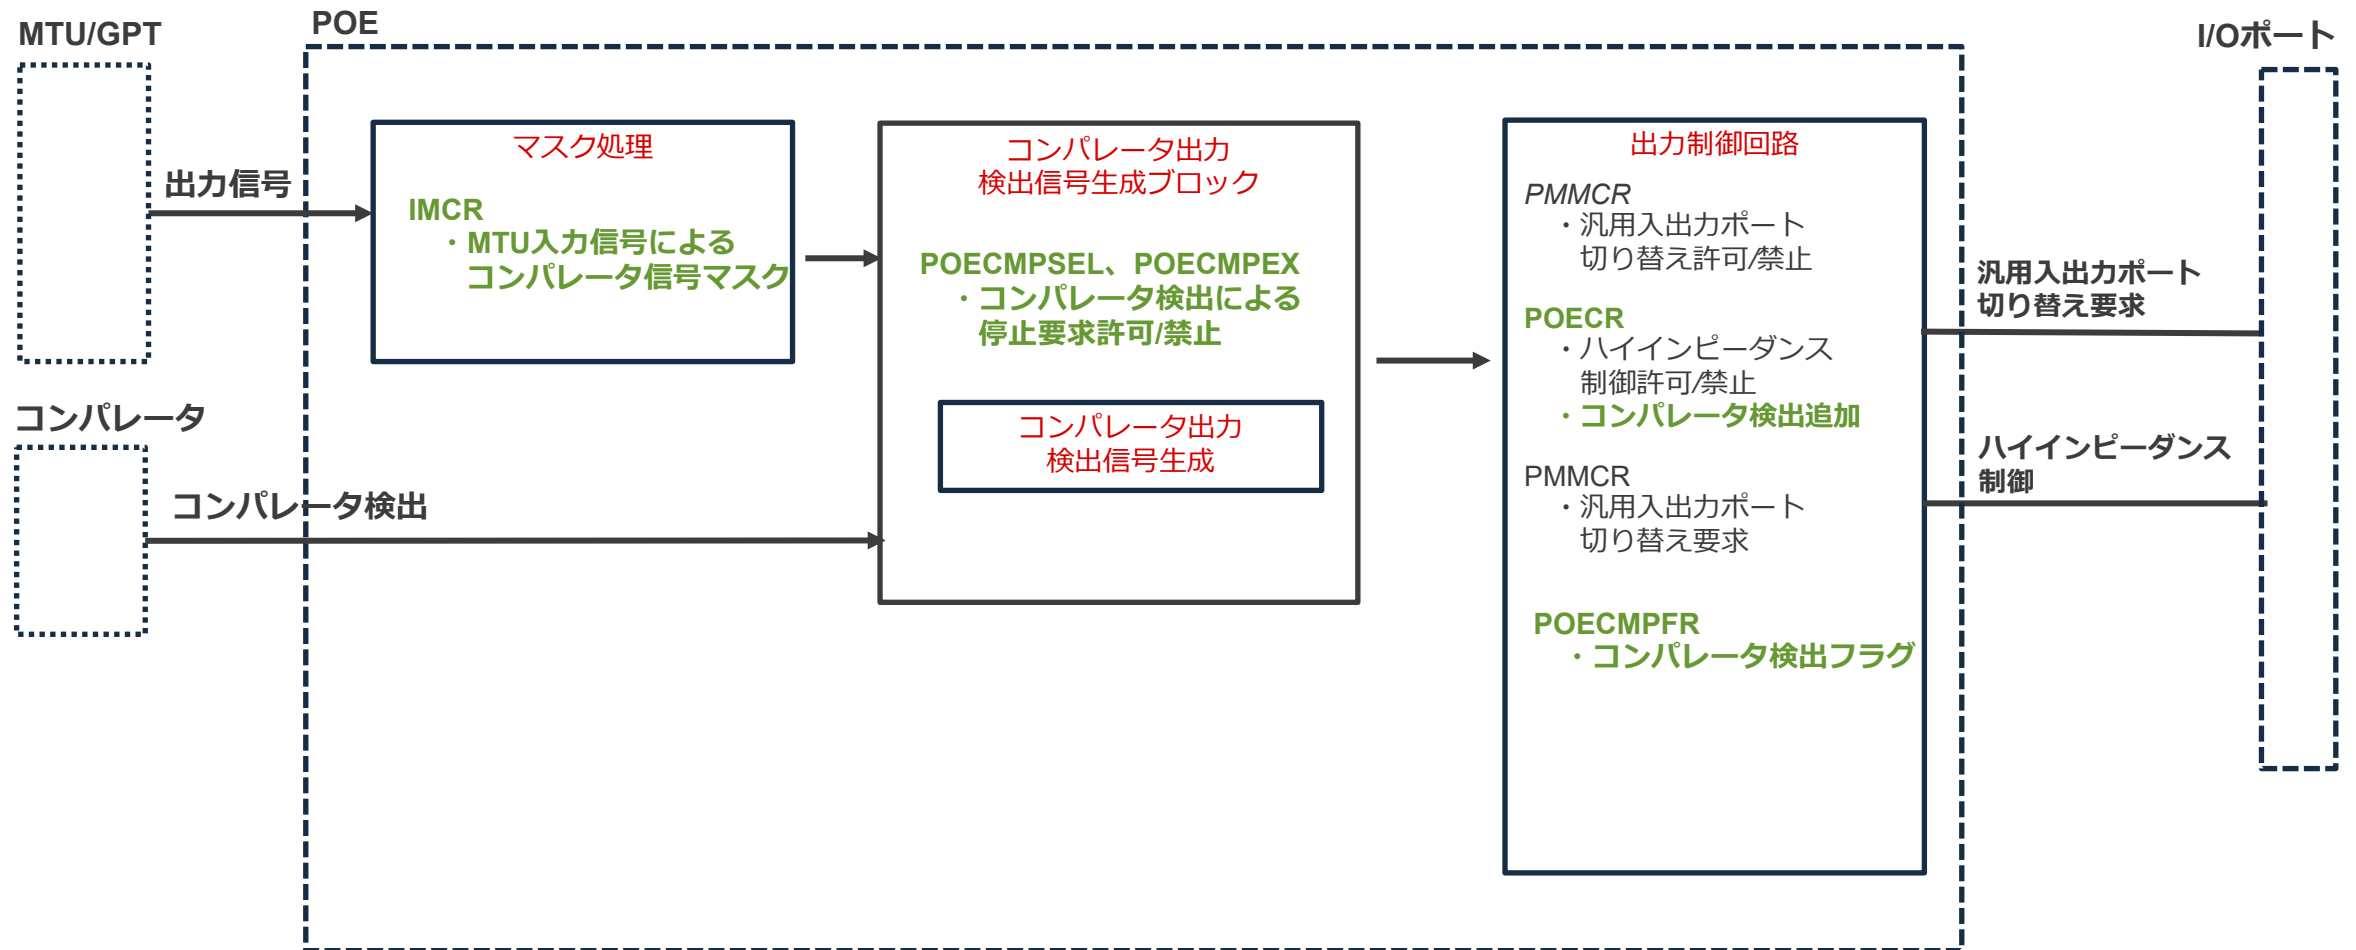 MTU/GPT
POE
I/Oポート
出力信号
マスク処理
IMCR
・MTU入力信号による
コンパレータ信号マスク
コンパレータ出力
検出信号生成ブロック
POECMPSEL、POECMPEX
・コンパレータ検出による
停止要求許可/禁止
コンパレータ出力
検出信号生成
出力制御回路
PMMCR
・汎用入出力ポート
切り替え許可/禁止
POECR
・ハイインピーダンス
制御許可/禁止
・コンパレータ検出追加
PMMCR
・汎用入出力ポート
切り替え要求
POECMPFR
・コンパレータ検出フラグ
汎用入出力ポート
切り替え要求
ハイインピーダンス
制御
コンパレータ
コンパレータ検出